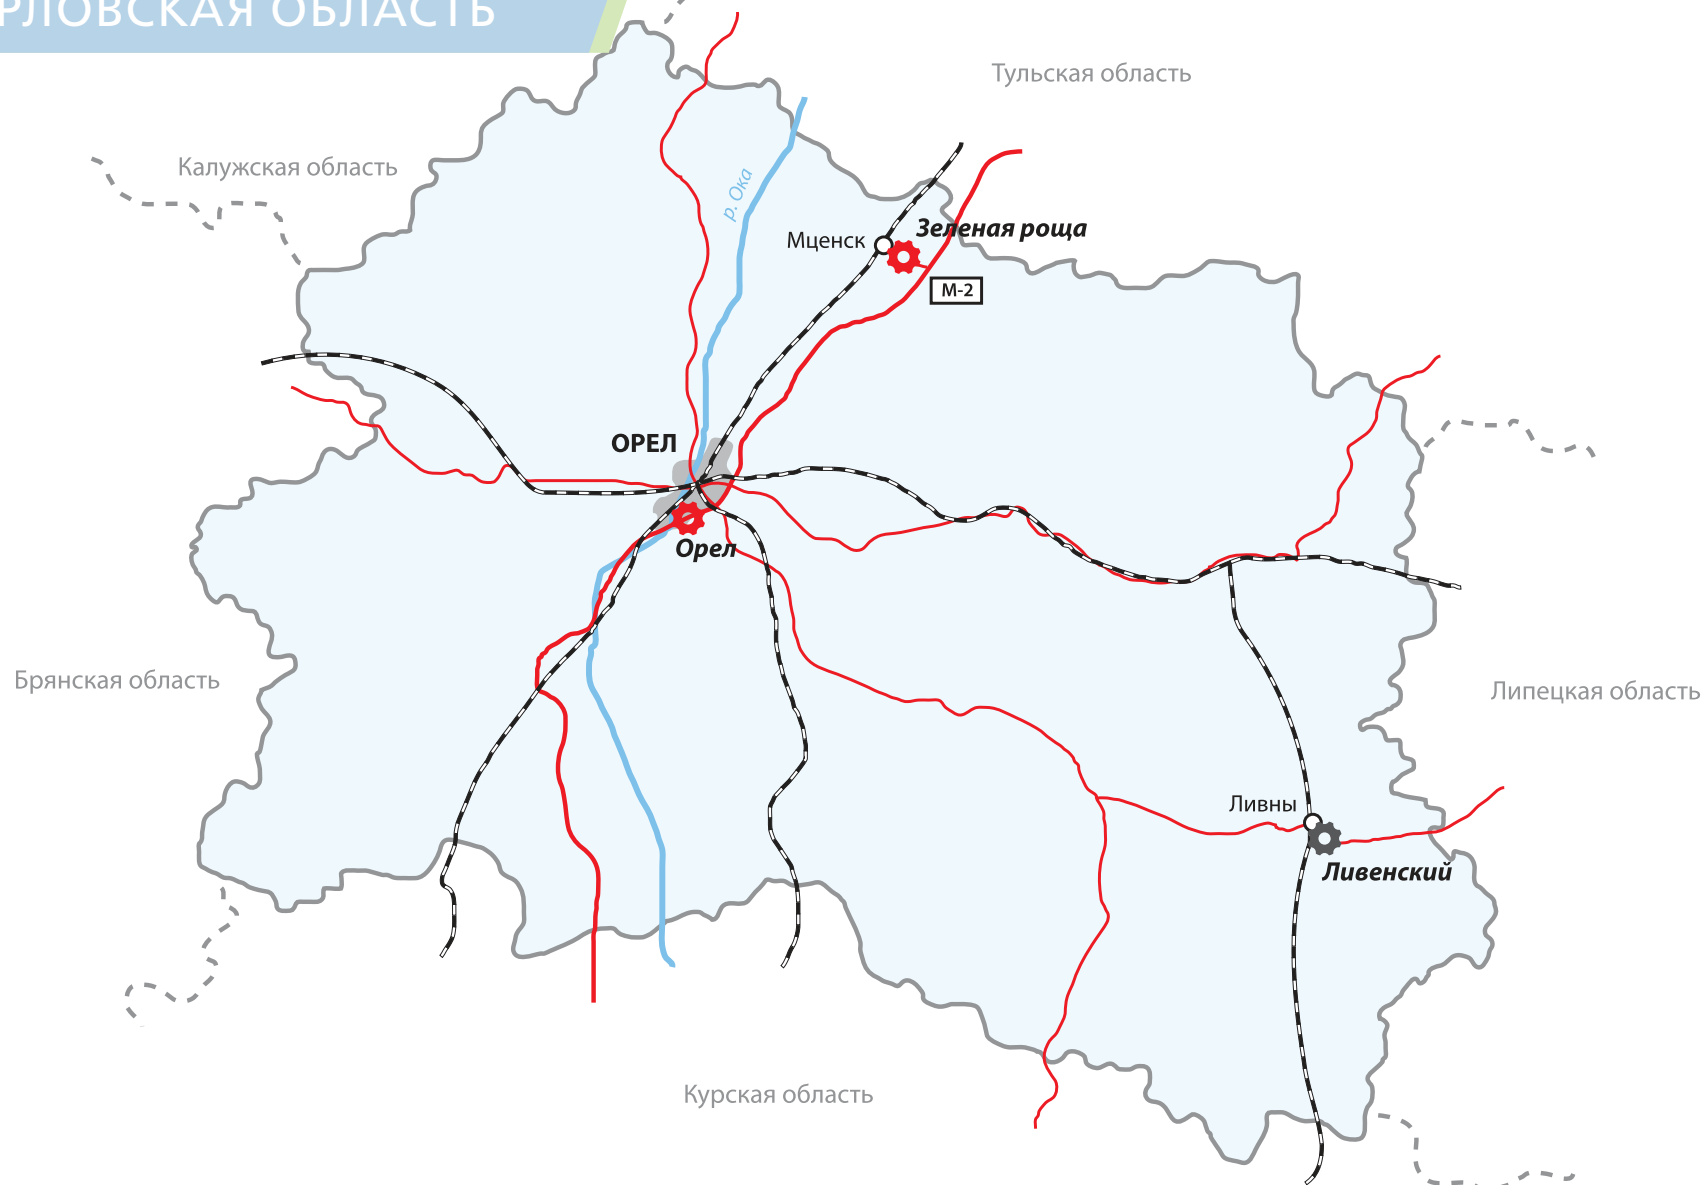 РЛОВСКАЯ ОБЛАСТЬ
Тульская область
Калужская область
р. Ока
Мценск
Зеленая роща
М-2
ОРЕЛ
Орел
Брянская область
Липецкая область
Ливны
Ливенский
Курская область